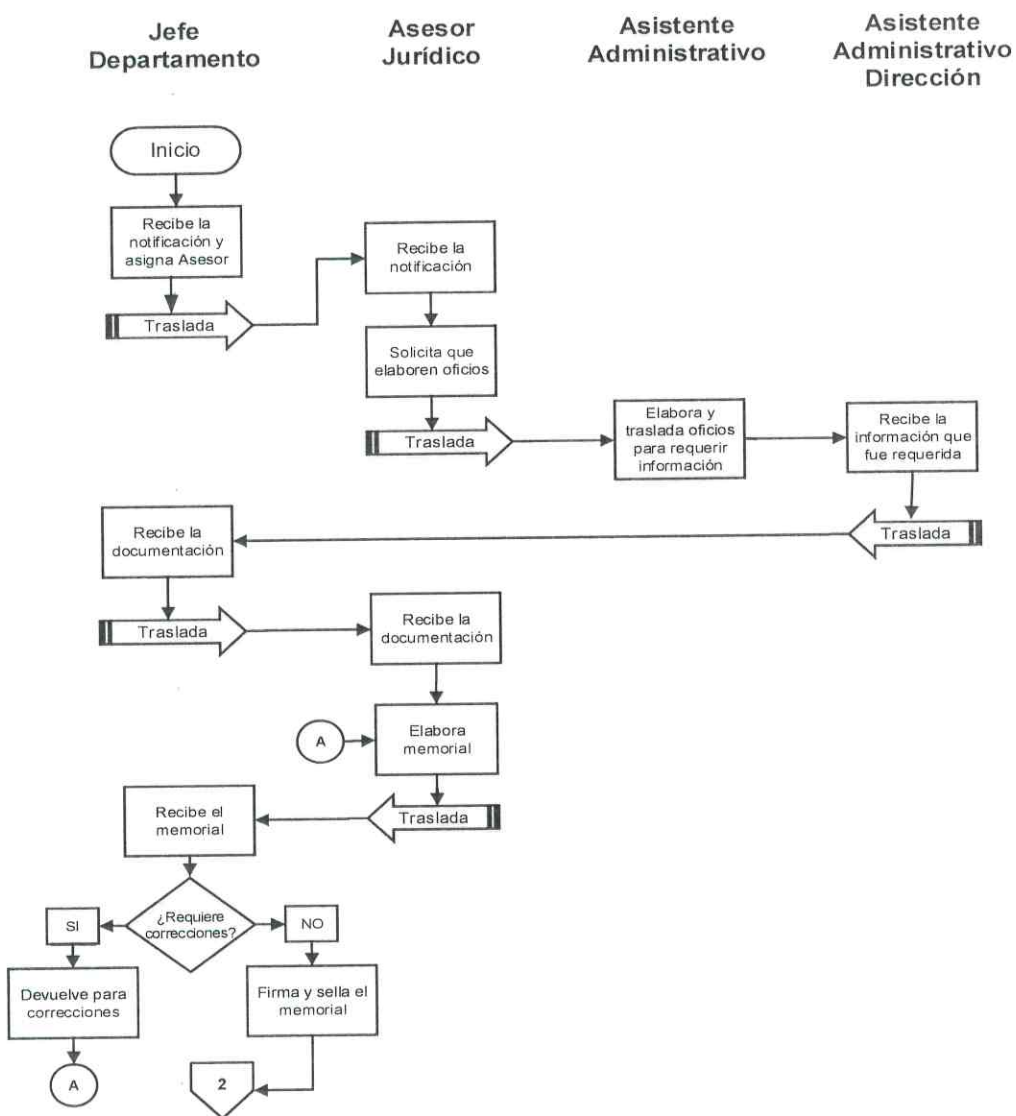 Jefe
Departamento
Asesor
Jurídico
Asistente
Administrativo
Asistente
Administrativo
Dirección
Inicio
Recibe la
notificación y
asigna Asesor
Traslada
Recibe la
notificación
Solicita que
elaboren oficios
Traslada
Elabora y
traslada oficios
para requerir
información
Recibe la
información que
fue requerida
Traslada
Recibe la
documentación
Traslada
Recibe la
documentación
A
Elabora
memorial
Traslada
Recibe el
memorial
¿Requiere
correcciones?
SI
NO
Devuelve para
correcciones
Firma y sella el
memorial
A
2